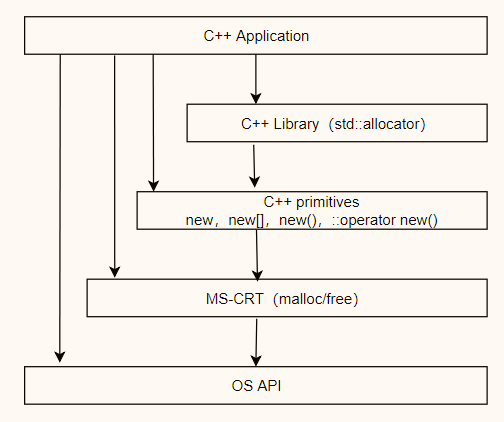 C++ Application
C++ Library（std::allocator）
C++ primitives
new，new[]，new()，::operator new()
MS-CRT（malloc/free）
OS API